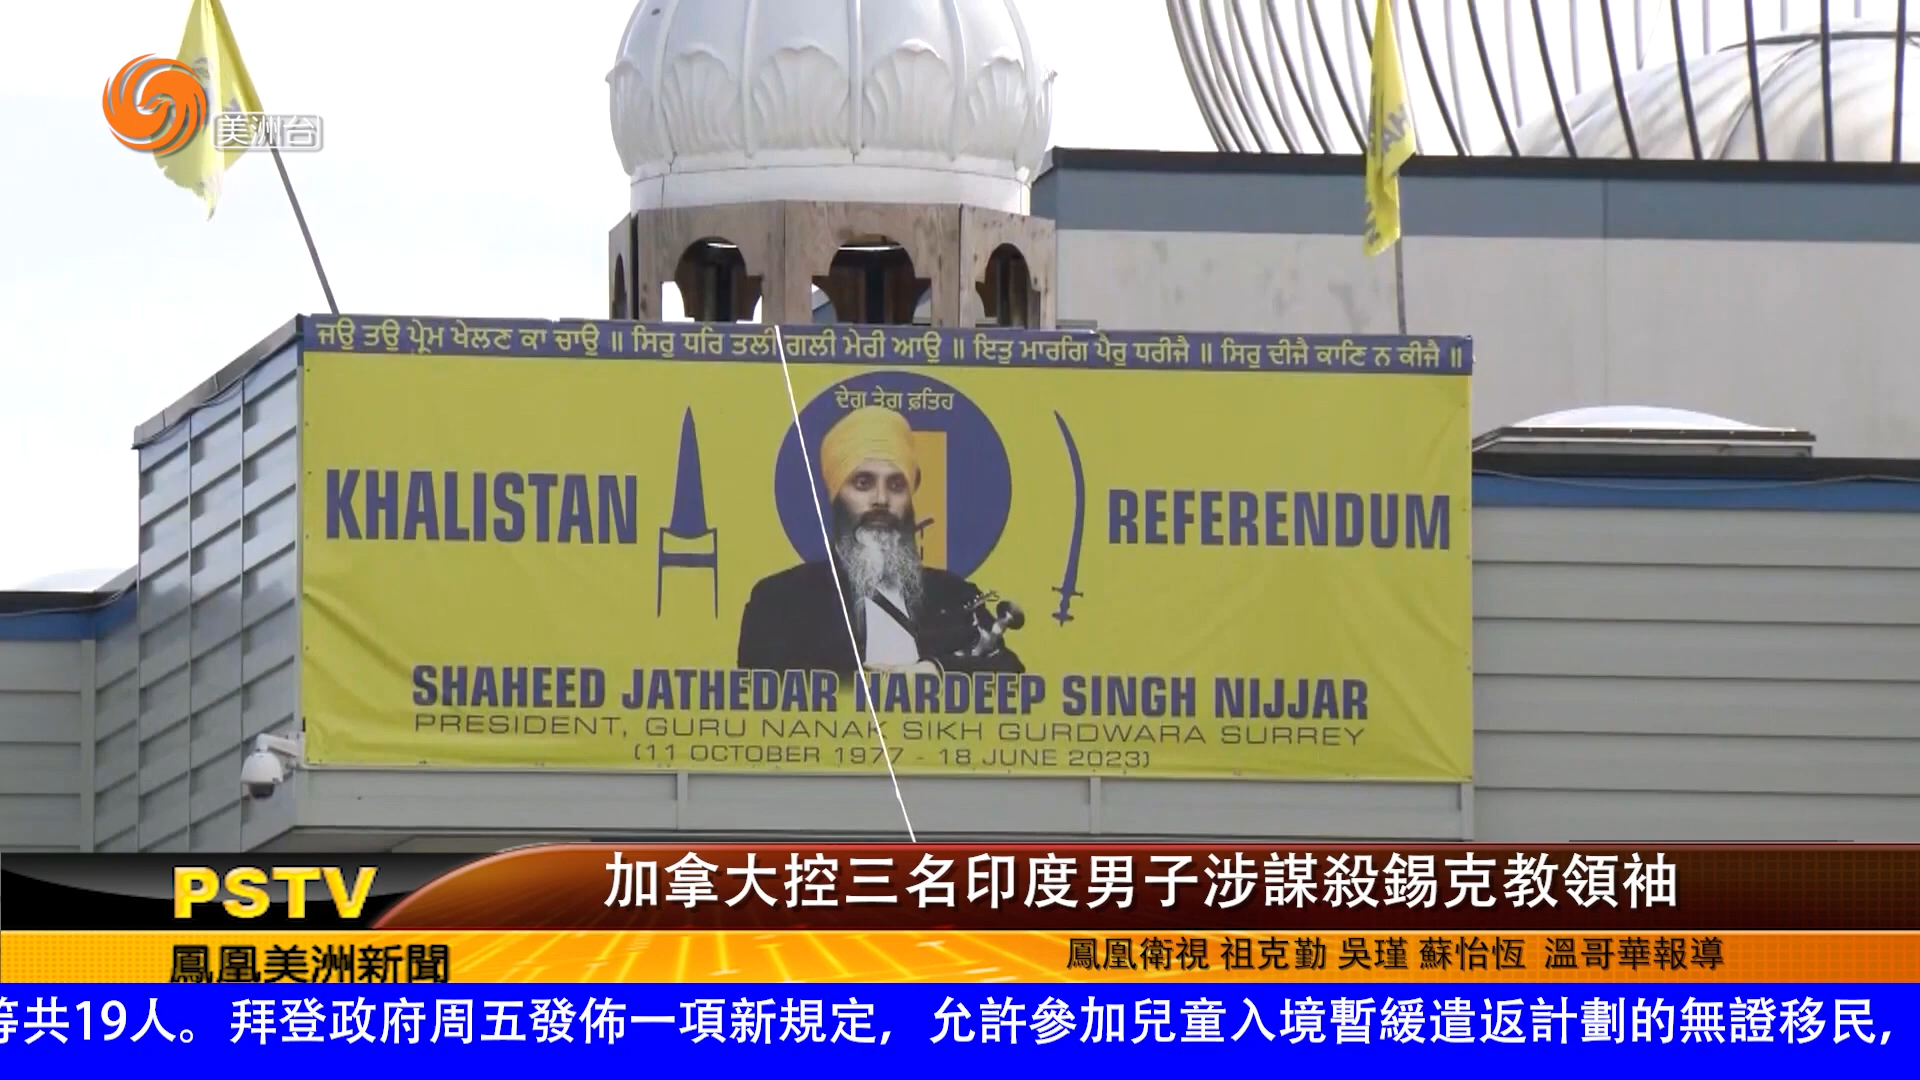 美洲台
ਜਉ ਤਉ ਪ੍ਰੇਮ ਖੇਲਣ ਕਾ ਚਾਉ ॥ ਸਿਰੁ ਧਰਿ ਤਲੀ ਗਲੀ ਮੇਰੀ ਆਉ ॥ ਇਤੁ ਮਾਰਗਿ ਪੈਰੁ ਧਰੀਜੈ ॥ ਸਿਰੁ ਦੀਜੈ ਕਾਣਿ ਨ ਕੀਜੈ ॥
ਦੇਗ ਤੇਗ ਫ਼ਤਿਹ
KHALISTAN REFERENDUM
SHAHEED JATHEDAR HARDEEP SINGH NIJJAR
PRESIDENT, GURU NANAK SIKH GURDWARA SURREY
(11 OCTOBER 1977 - 18 JUNE 2023)
PSTV
加拿大控三名印度男子涉謀殺錫克教領袖
鳳凰美洲新聞
鳳凰衛視 祖克勤 吳瑾 蘇怡恆 溫哥華報導
等共19人。拜登政府周五發佈一項新規定，允許參加兒童入境暫緩遣返計劃的無證移民，